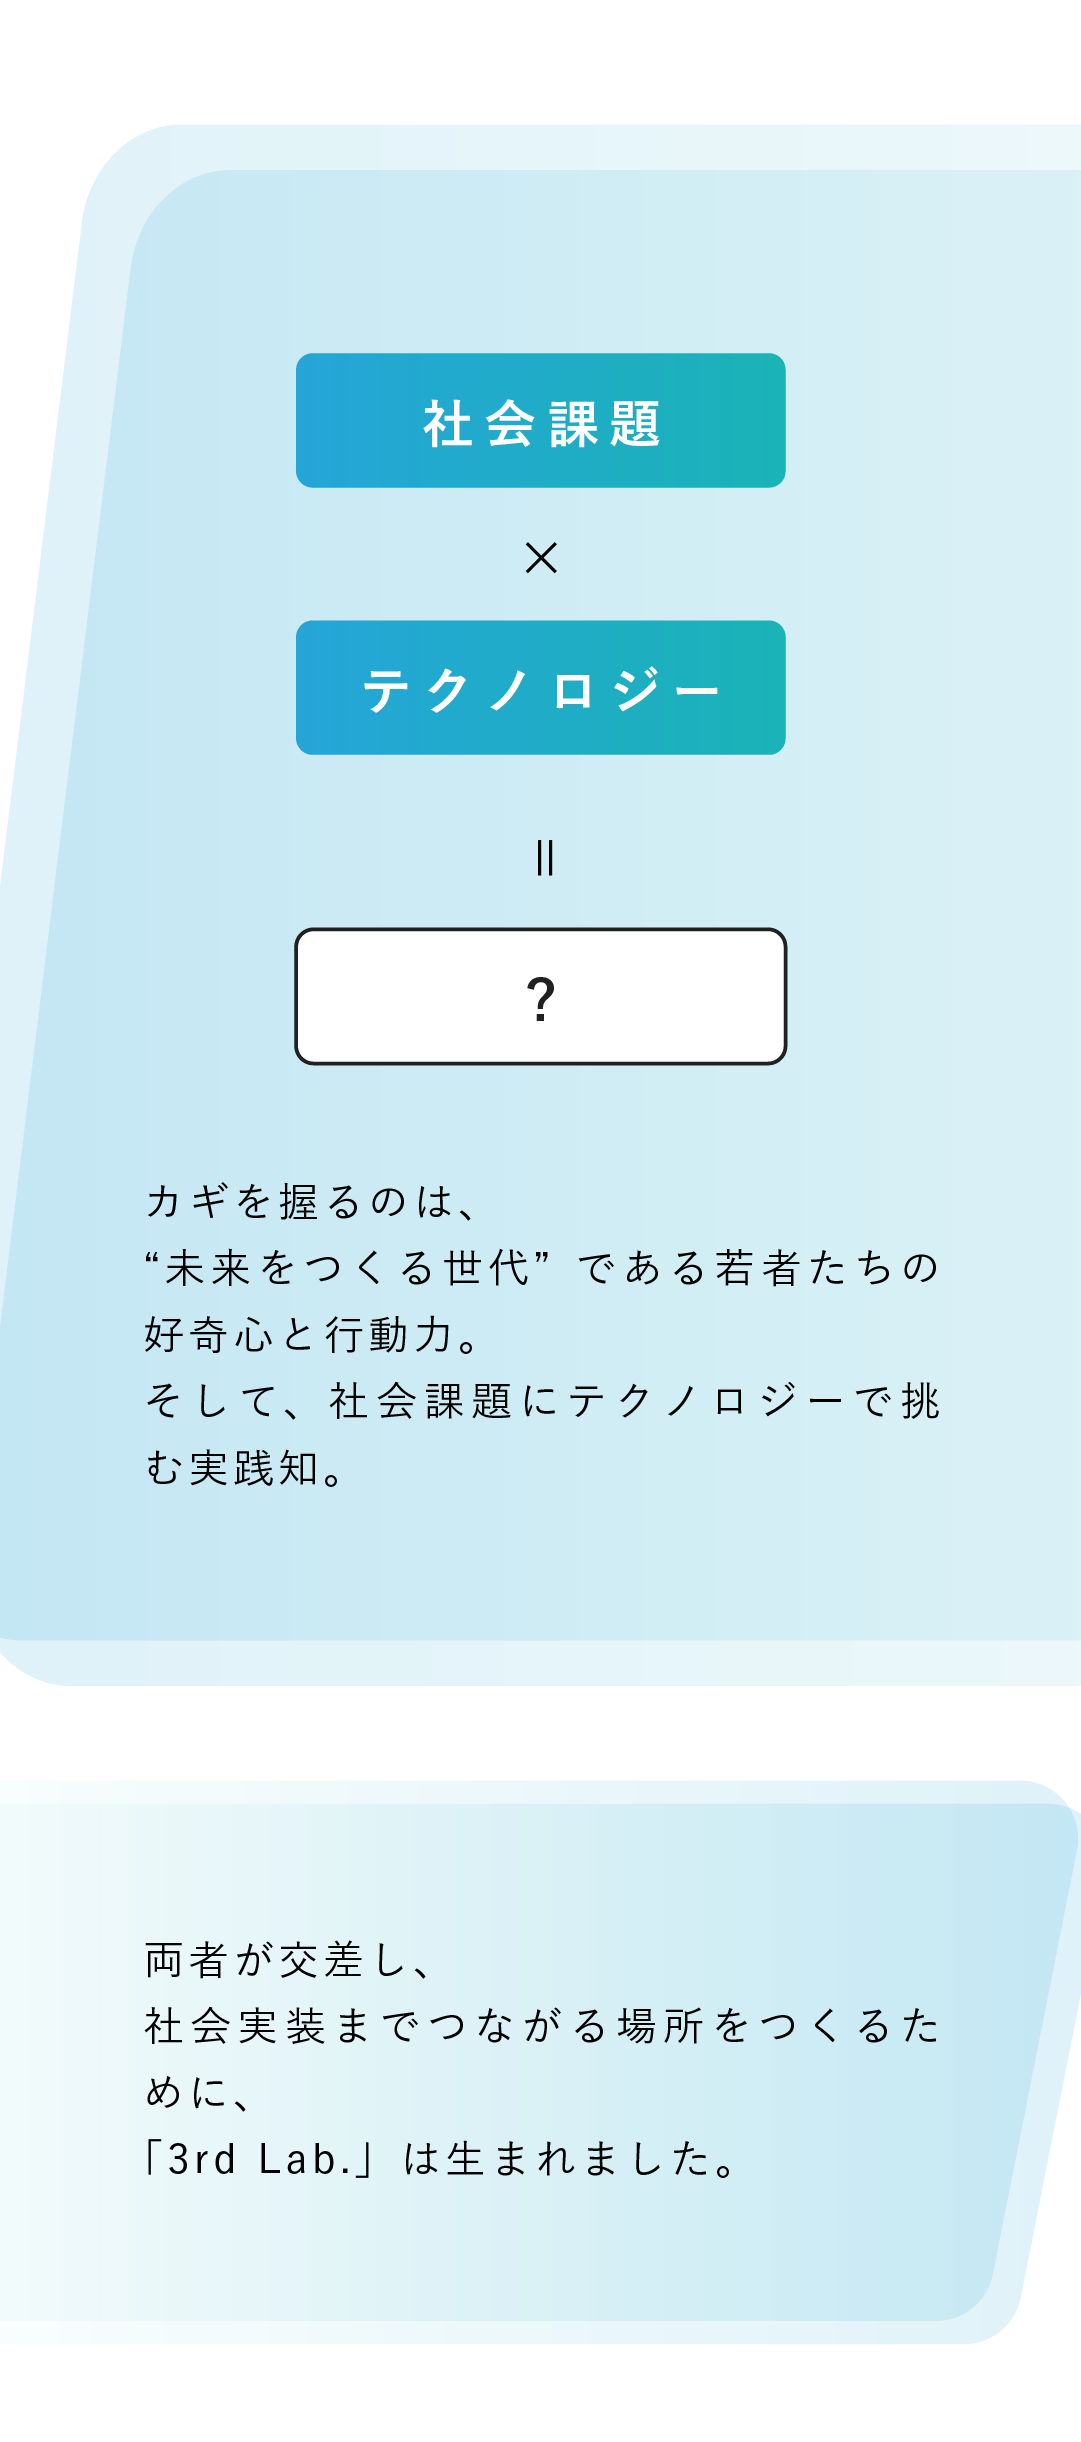 社会課題
×
テクノロジー
||
?
カギを握るのは、
“未来をつくる世代” である若者たちの
好奇心と行動力。
そして、社会課題にテクノロジーで挑
む実践知。
両者が交差し、
社会実装までつながる場所をつくるた
めに、
「3rd Lab.」は生まれました。